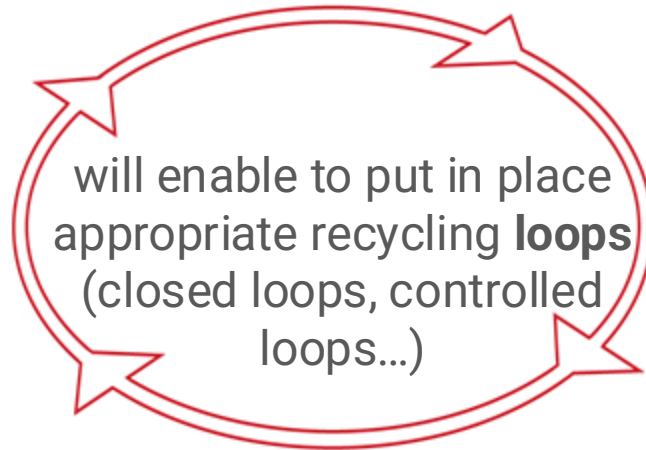 will enable to put in place
appropriate recycling loops
(closed loops, controlled
loops…)